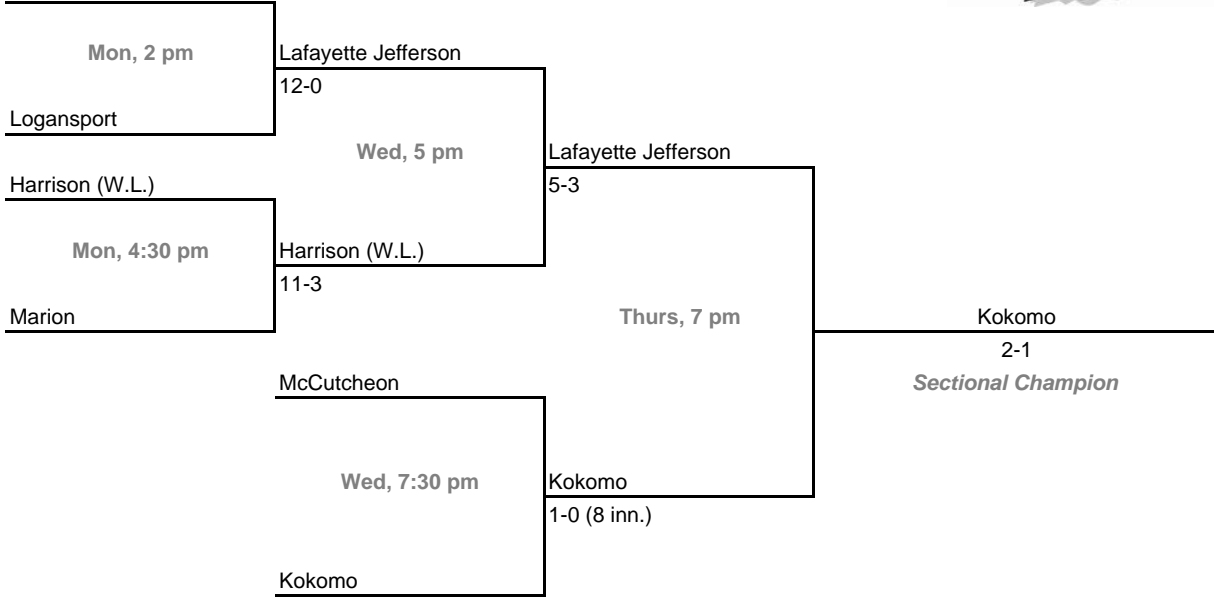 Mon, 2 pm
Lafayette Jefferson
12-0
Logansport
Wed, 5 pm
Lafayette Jefferson
Harrison (W.L.)
5-3
Mon, 4:30 pm
Harrison (W.L.)
11-3
Marion
Thurs, 7 pm
Kokomo
2-1
McCutcheon
Sectional Champion
Wed, 7:30 pm
Kokomo
1-0 (8 inn.)
Kokomo